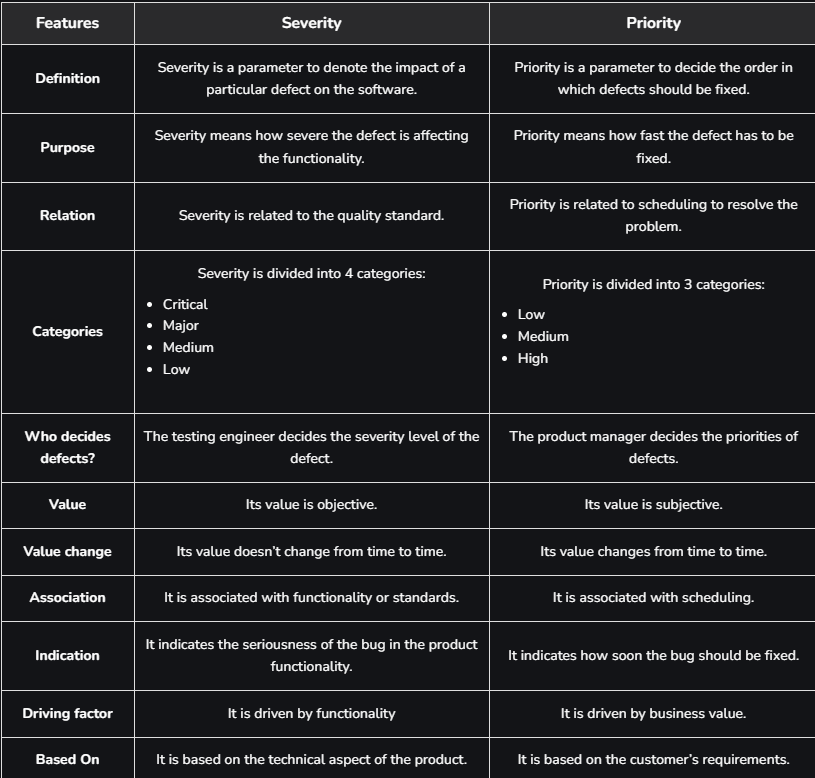 Features Severity Priority
Definition
Severity is a parameter to denote the impact of a
particular defect on the software.
Priority is a parameter to decide the order in
which defects should be fixed.
Purpose
Severity means how severe the defect is affecting
the functionality.
Priority means how fast the defect has to be
fixed.
Relation
Severity is related to the quality standard.
Priority is related to scheduling to resolve the
problem.
Categories
Severity is divided into 4 categories:
• Critical
• Major
• Medium
• Low
Priority is divided into 3 categories:
• Low
• Medium
• High
Who decides
defects?
The testing engineer decides the severity level of the
defect.
The product manager decides the priorities of
defects.
Value
Its value is objective.
Its value is subjective.
Value change
Its value doesn’t change from time to time.
Its value changes from time to time.
Association
It is associated with functionality or standards.
It is associated with scheduling.
Indication
It indicates the seriousness of the bug in the product
functionality.
It indicates how soon the bug should be fixed.
Driving factor
It is driven by functionality
It is driven by business value.
Based On
It is based on the technical aspect of the product.
It is based on the customer’s requirements.